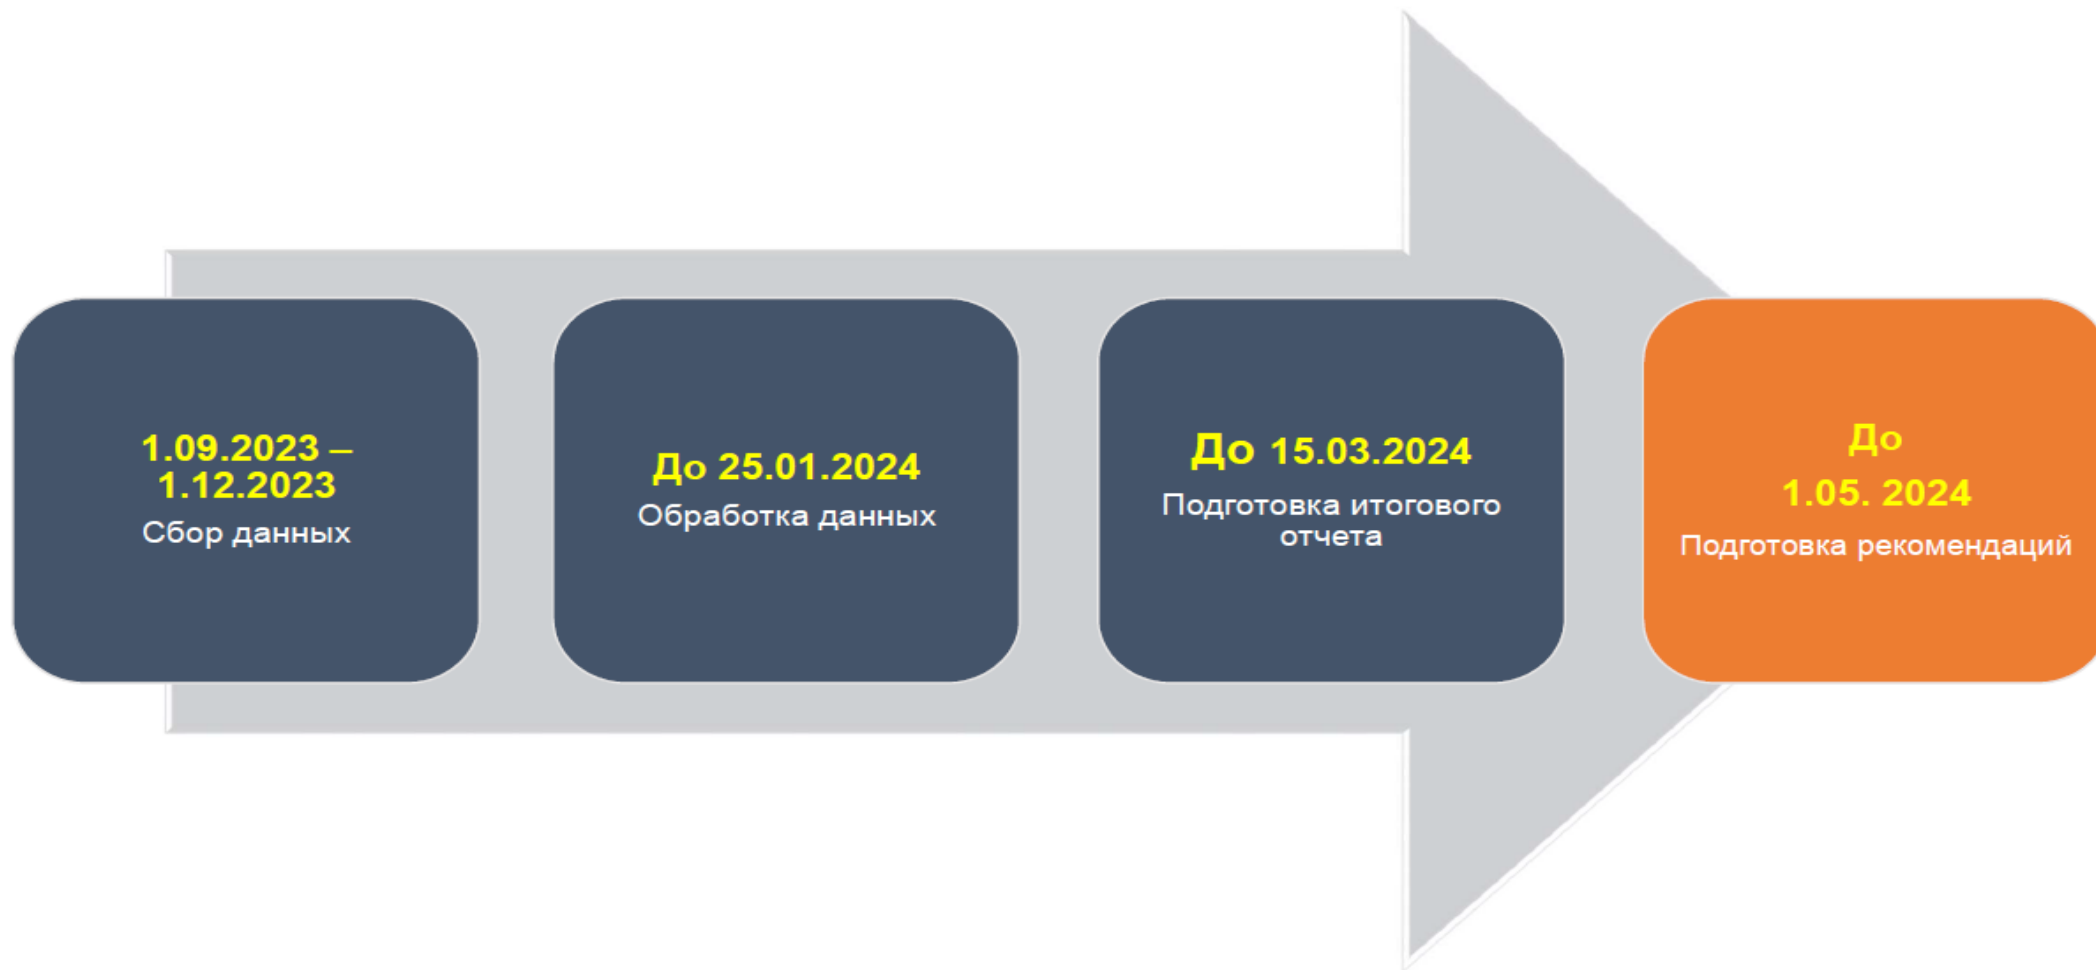 1.09.2023 –
1.12.2023
Сбор данных
До 25.01.2024
Обработка данных
До 15.03.2024
Подготовка итогового
отчета
До
1.05. 2024
Подготовка рекомендаций